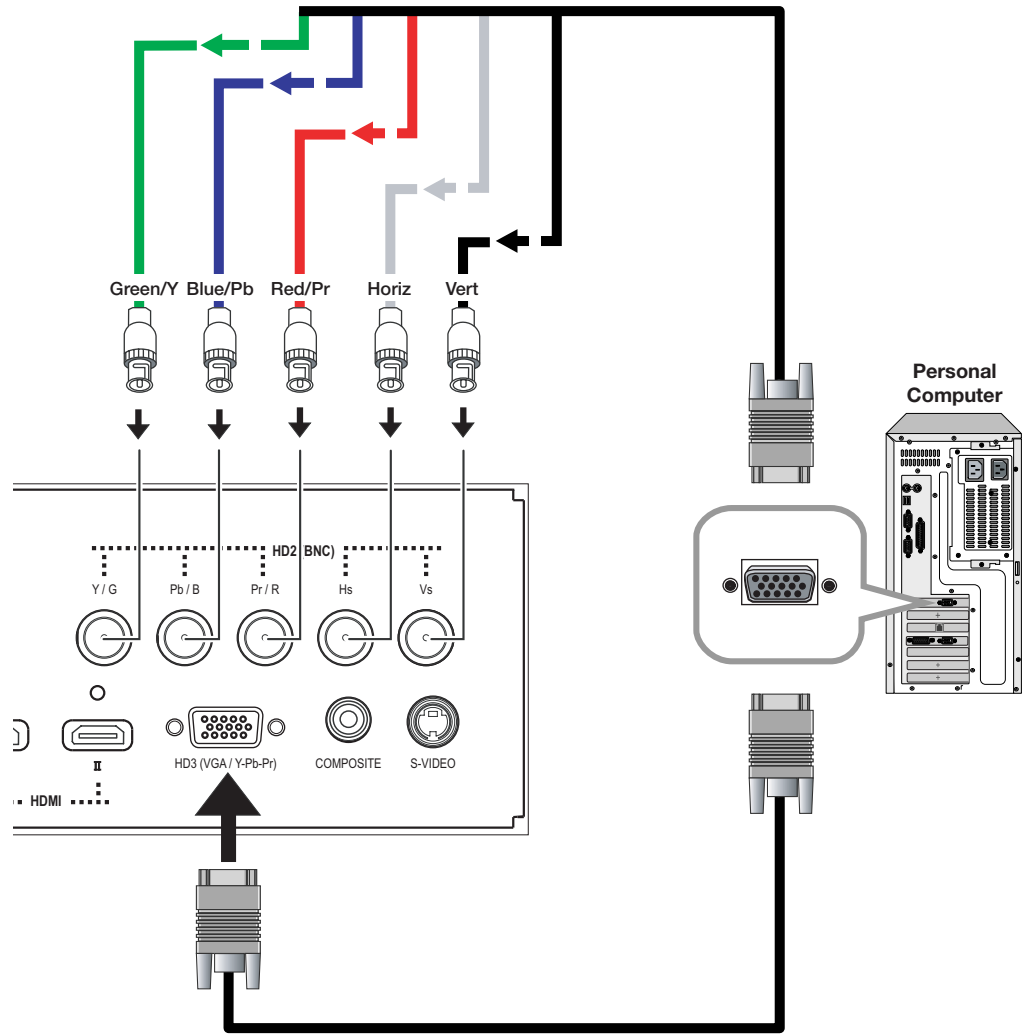 Green/Y Blue/Pb Red/Pr Horiz Vert
Personal
Computer
HD2 (BNC)
Y / G Pb / B Pr / R Hs Vs
II
HD3 (VGA / Y-Pb-Pr) COMPOSITE S-VIDEO
HDMI